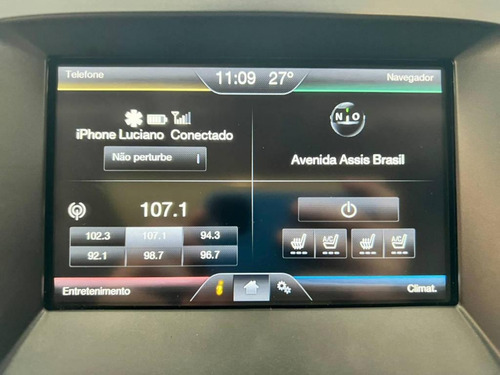 Telefone
11:09 27°
Navegador
iPhone Luciano Conectado
Não perturbe
N O
Avenida Assis Brasil
107.1
102.3 107.1 94.3
92.1 98.7 96.7
A/C A/C
Entretenimento
i
Climat.